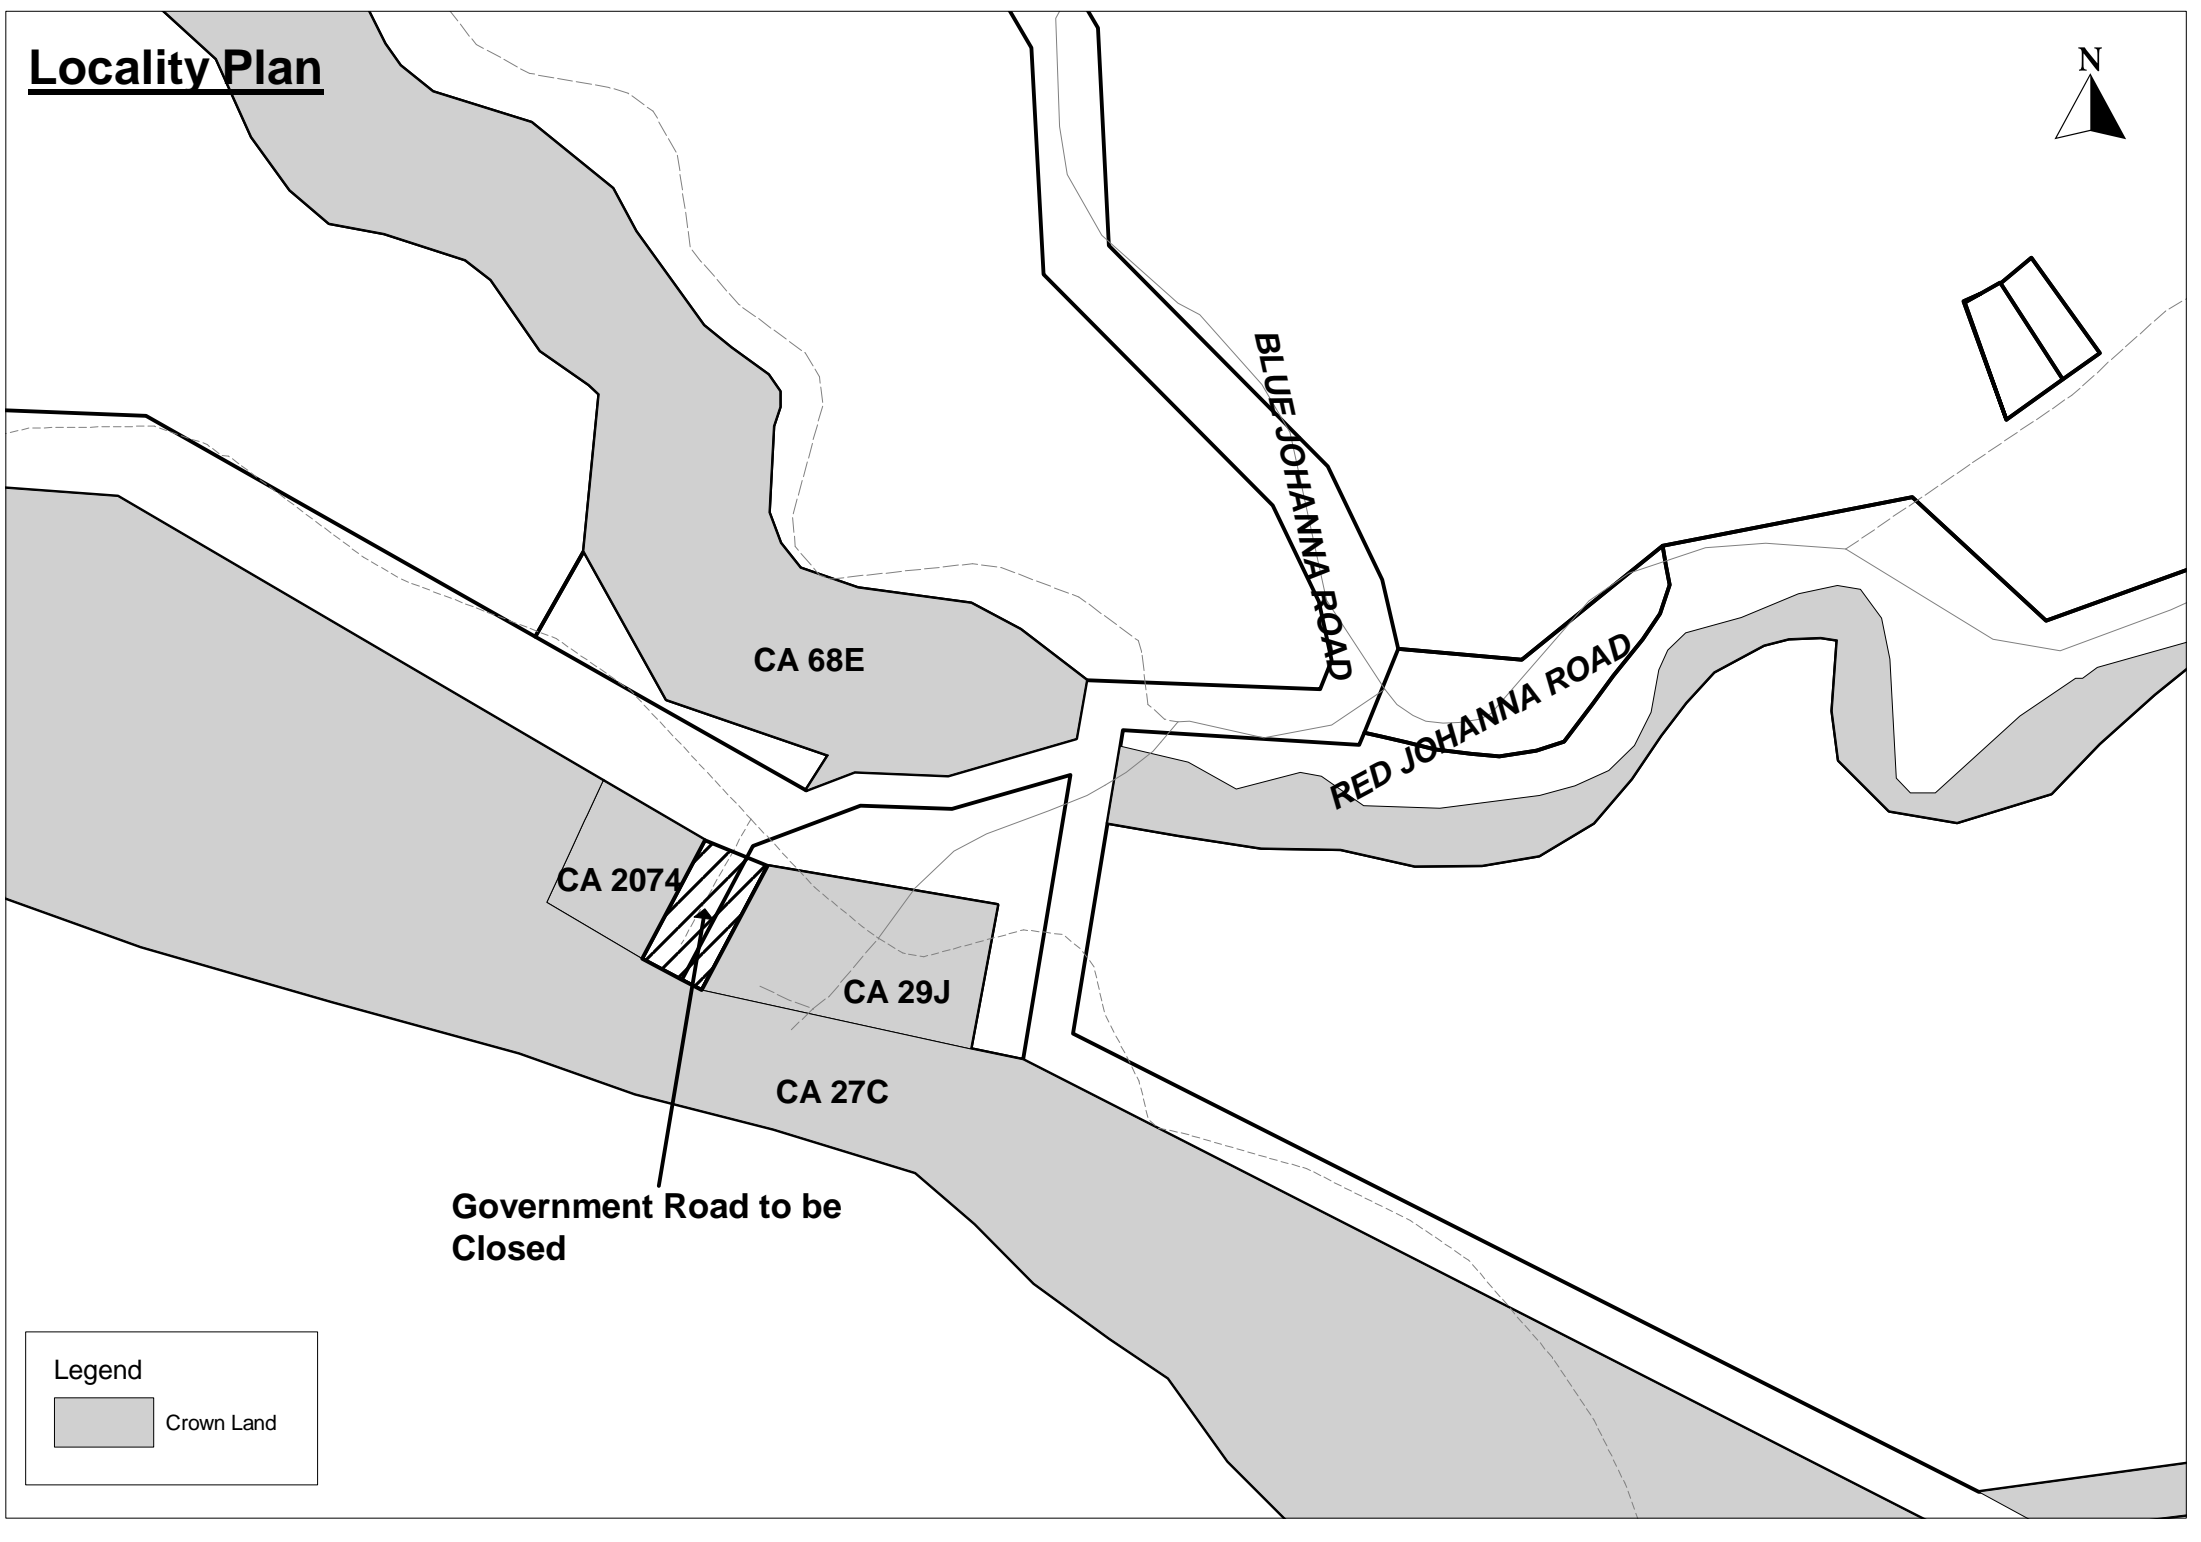 Locality Plan
N
BLUE JOHANNA ROAD
CA 68E
RED JOHANNA ROAD
CA 2074
CA 29J
CA 27C
Government Road to be
Closed
Legend
Crown Land